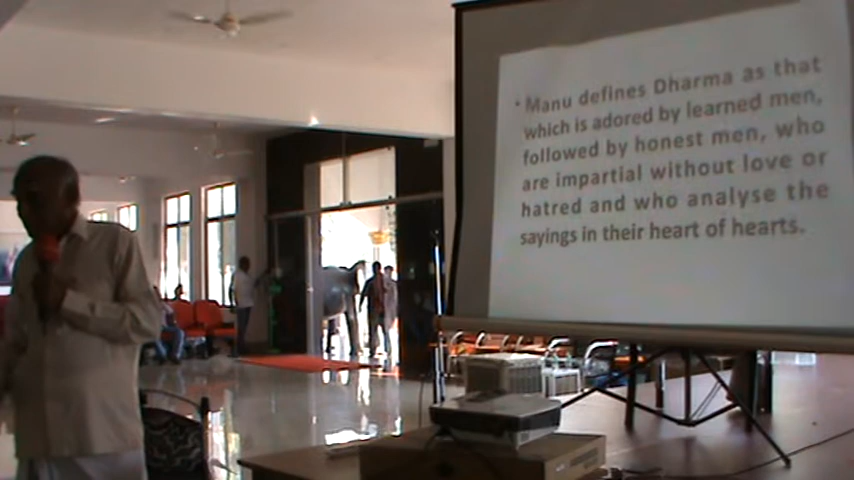 • Manu defines Dharma as that
which is adored by learned men,
followed by honest men, who
are impartial without love or
hatred and who analyse the
sayings in their heart of hearts.